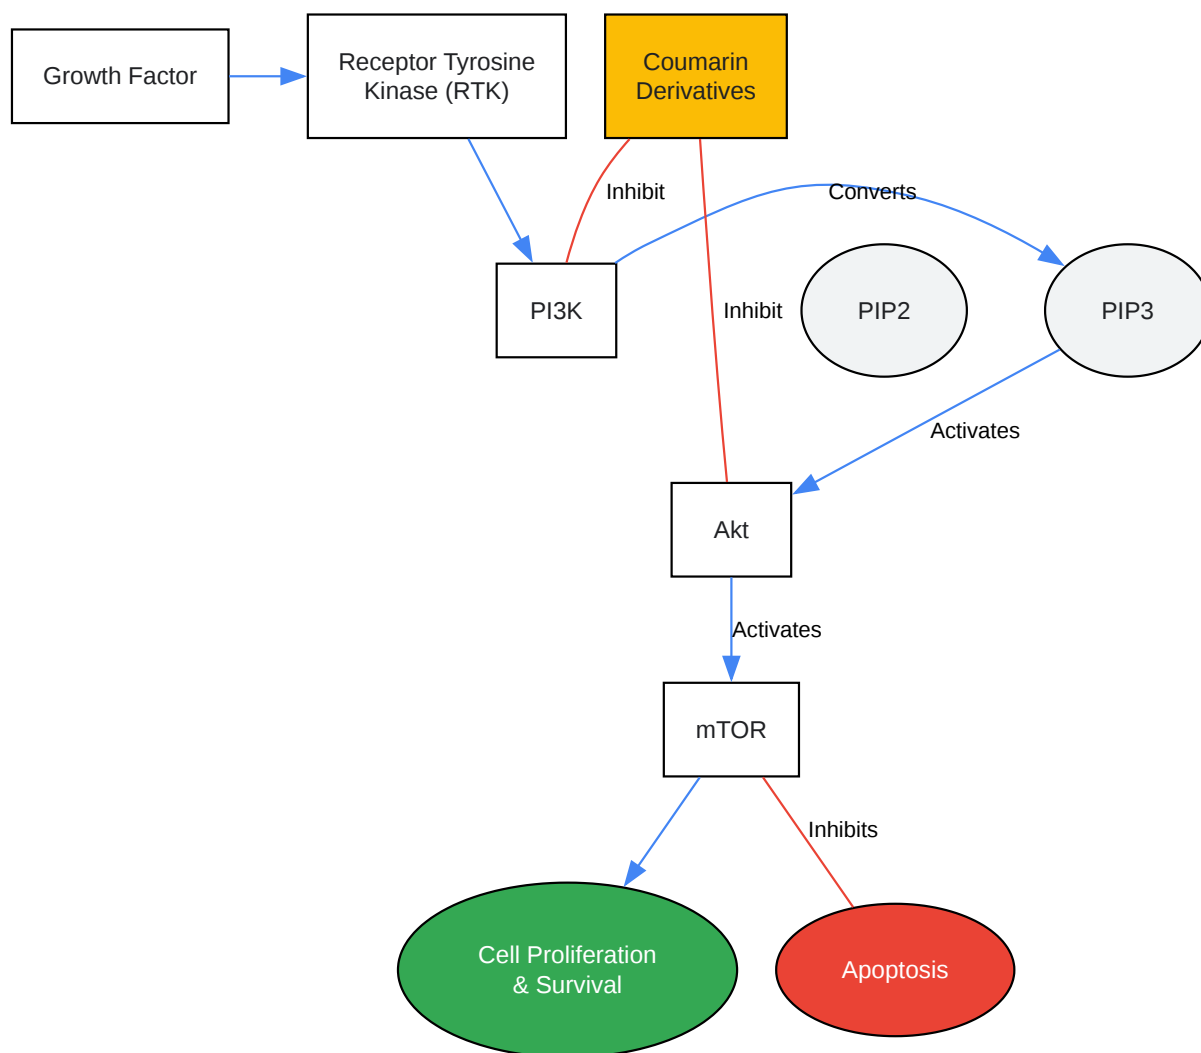 Growth Factor
Receptor Tyrosine
Kinase (RTK)
Coumarin
Derivatives
Inhibit
Converts
PI3K
Inhibit
PIP2
PIP3
Activates
Akt
Activates
mTOR
Inhibits
Cell Proliferation
& Survival
Apoptosis